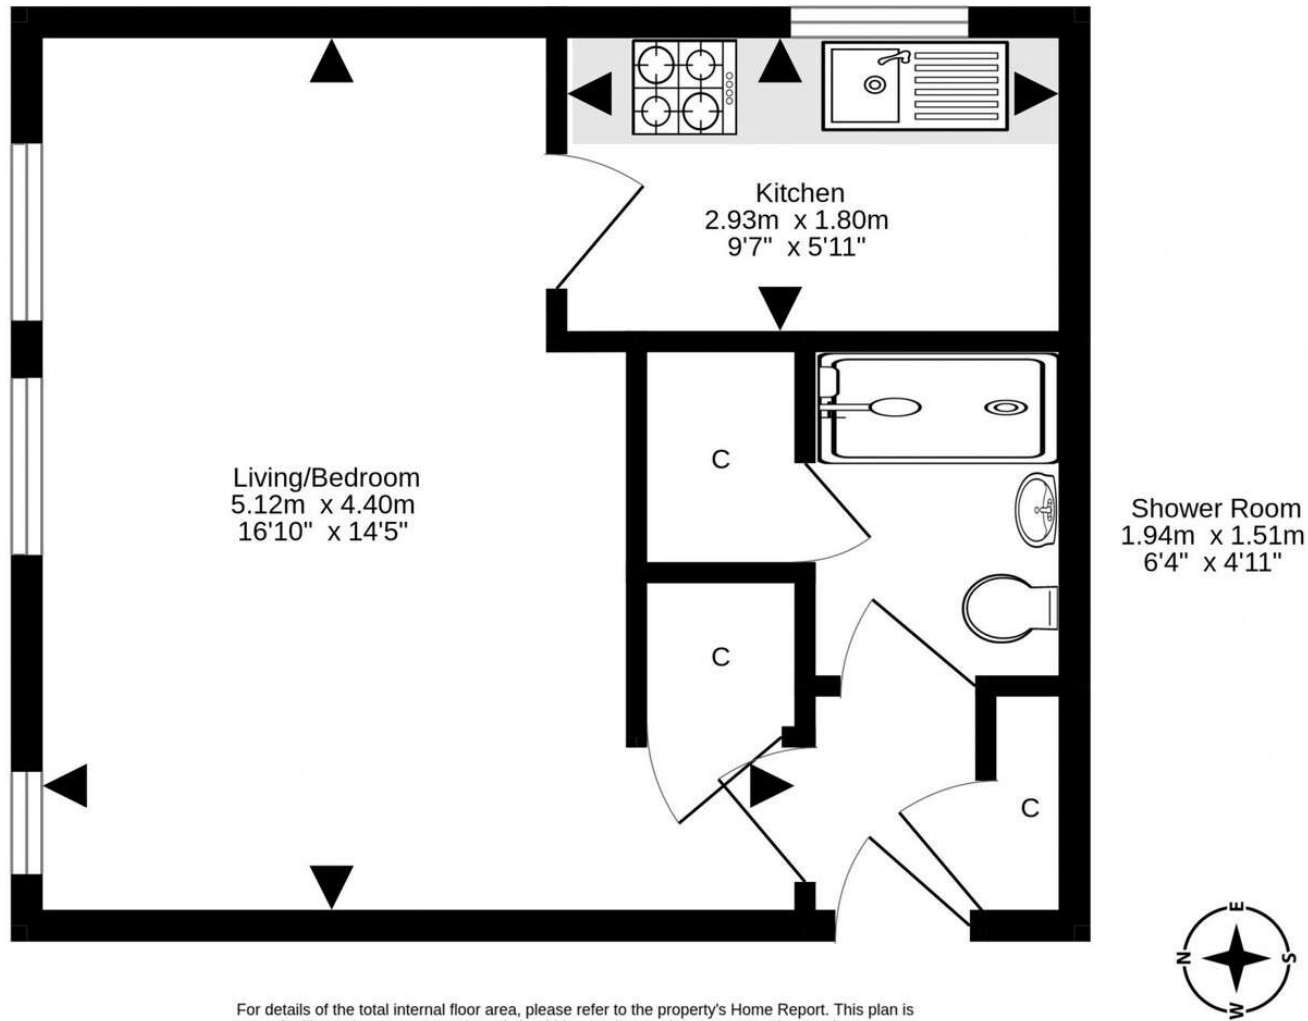 Kitchen
2.93m x 1.80m
9'7" x 5'11"
C
Living/Bedroom
5.12m x 4.40m
16'10" x 14'5"
Shower Room
1.94m x 1.51m
6'4" x 4'11"
C
C
E
N
S
W
For details of the total internal floor area, please refer to the property's Home Report. This plan is